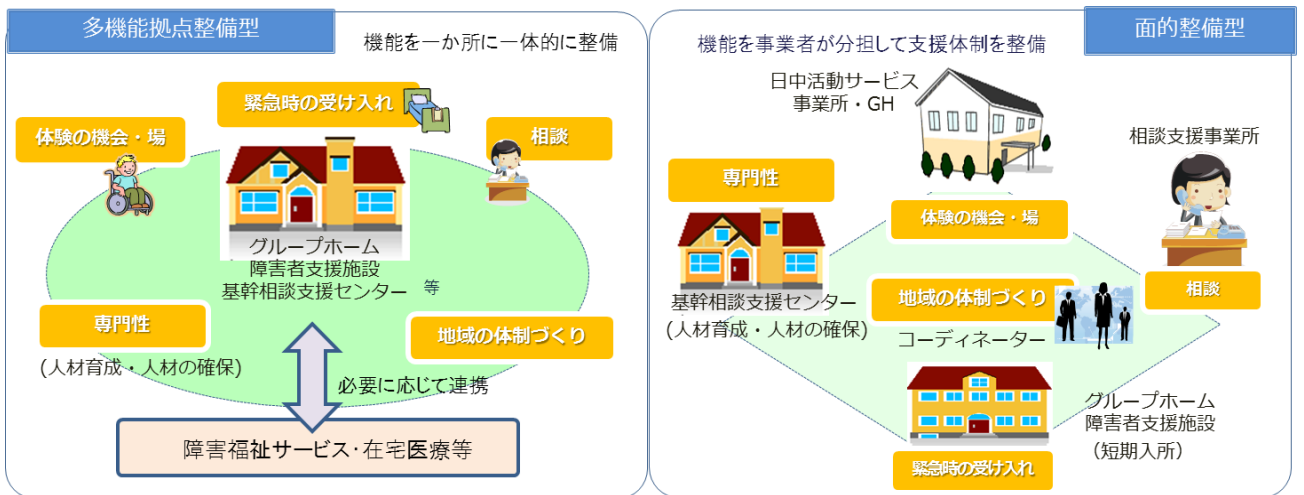 多機能拠点整備型
機能を一か所に一体的に整備
緊急時の受け入れ
体験の機会・場
相談
グループホーム
障害者支援施設
基幹相談支援センター 等
専門性
(人材育成・人材の確保)
地域の体制づくり
必要に応じて連携
障害福祉サービス・在宅医療等
面的整備型
機能を事業者が分担して支援体制を整備
日中活動サービス
事業所・GH
相談支援事業所
専門性
体験の機会・場
基幹相談支援センター
(人材育成・人材の確保)
地域の体制づくり
コーディネーター
相談
グループホーム
障害者支援施設
（短期入所）
緊急時の受け入れ